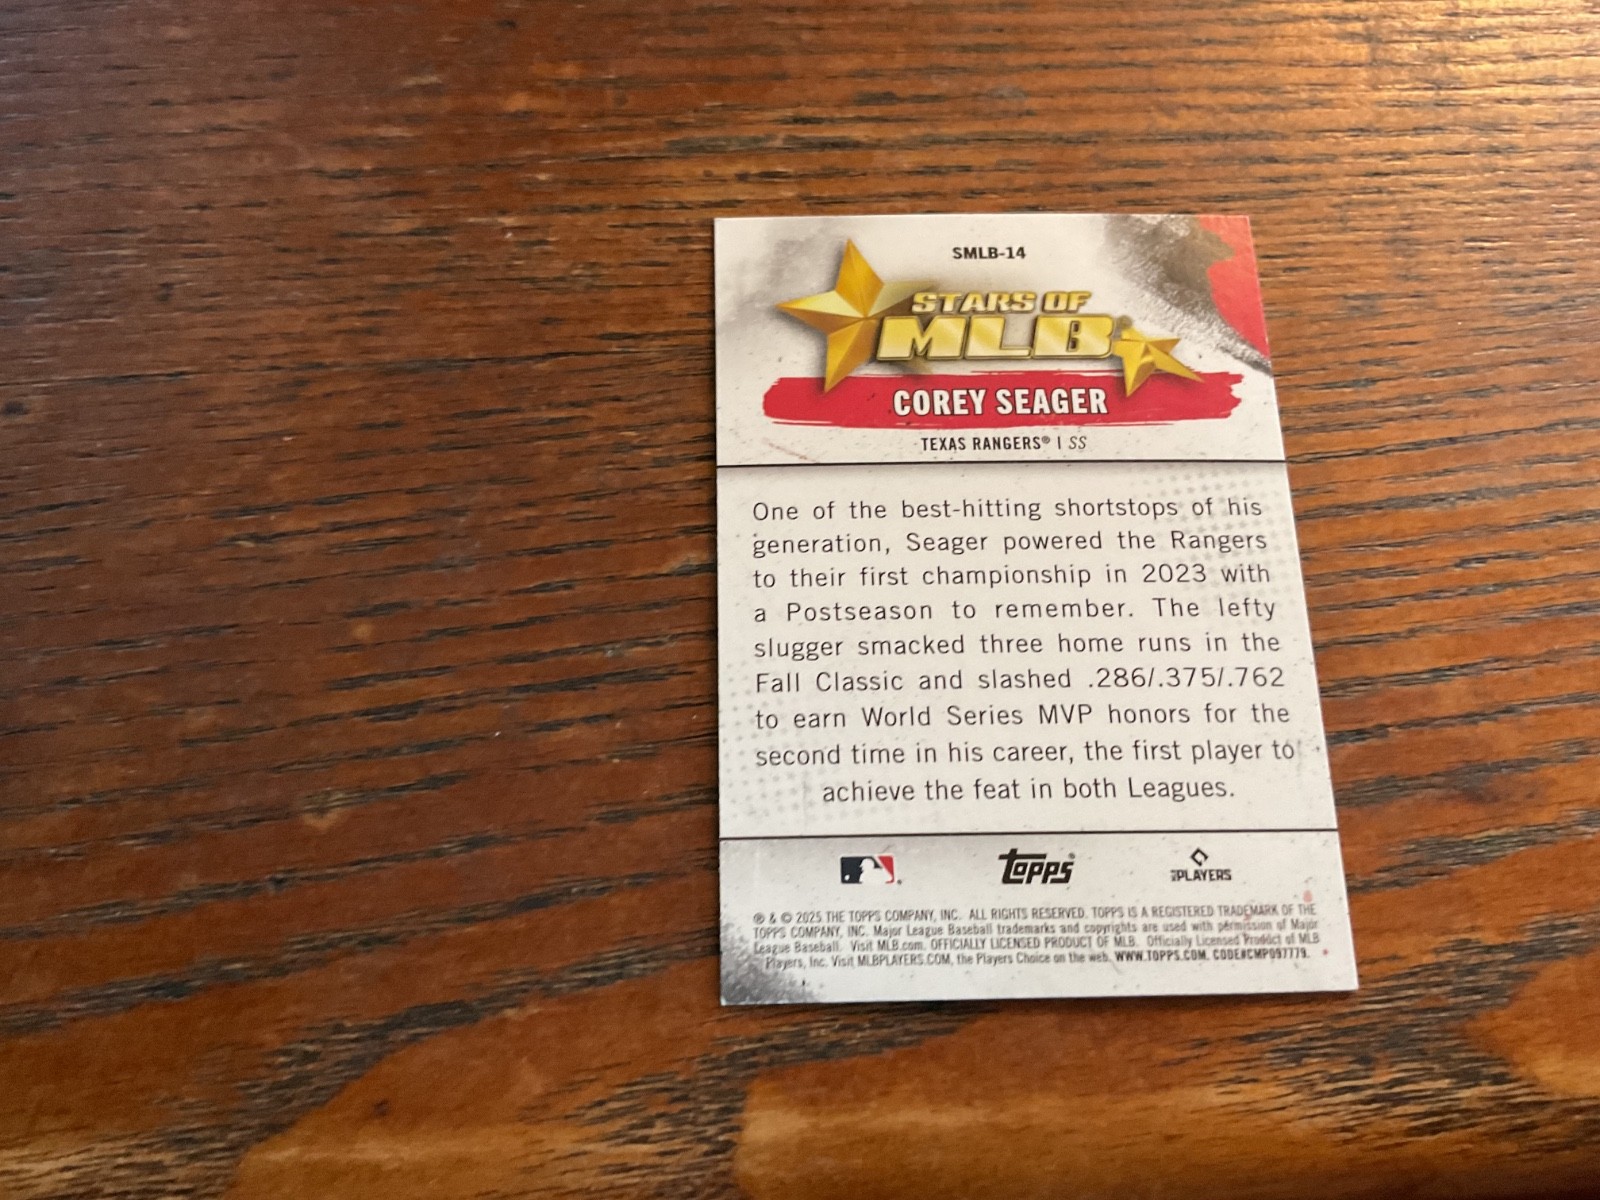 SMLB-14
STARS OF
MLB
COREY SEAGER
TEXAS RANGERS® | SS
One of the best-hitting shortstops of his
generation, Seager powered the Rangers
to their first championship in 2023 with
a Postseason to remember. The lefty
slugger smacked three home runs in the
Fall Classic and slashed .286/.375/.762
to earn World Series MVP honors for the
second time in his career, the first player to
achieve the feat in both Leagues.
topps® PLAYERS
® & © 2025 THE TOPPS COMPANY, INC. ALL RIGHTS RESERVED. TOPPS IS A REGISTERED TRADEMARK OF THE
TOPPS COMPANY, INC. Major League Baseball trademarks and copyrights are used with permission of Major
League Baseball. Visit MLB.com. OFFICIALLY LICENSED PRODUCT OF MLB. Officially Licensed Product of MLB
Players, Inc. Visit MLBPLAYERS.COM, the Players Choice on the web. WWW.TOPPS.COM. CODE#CMP097779.